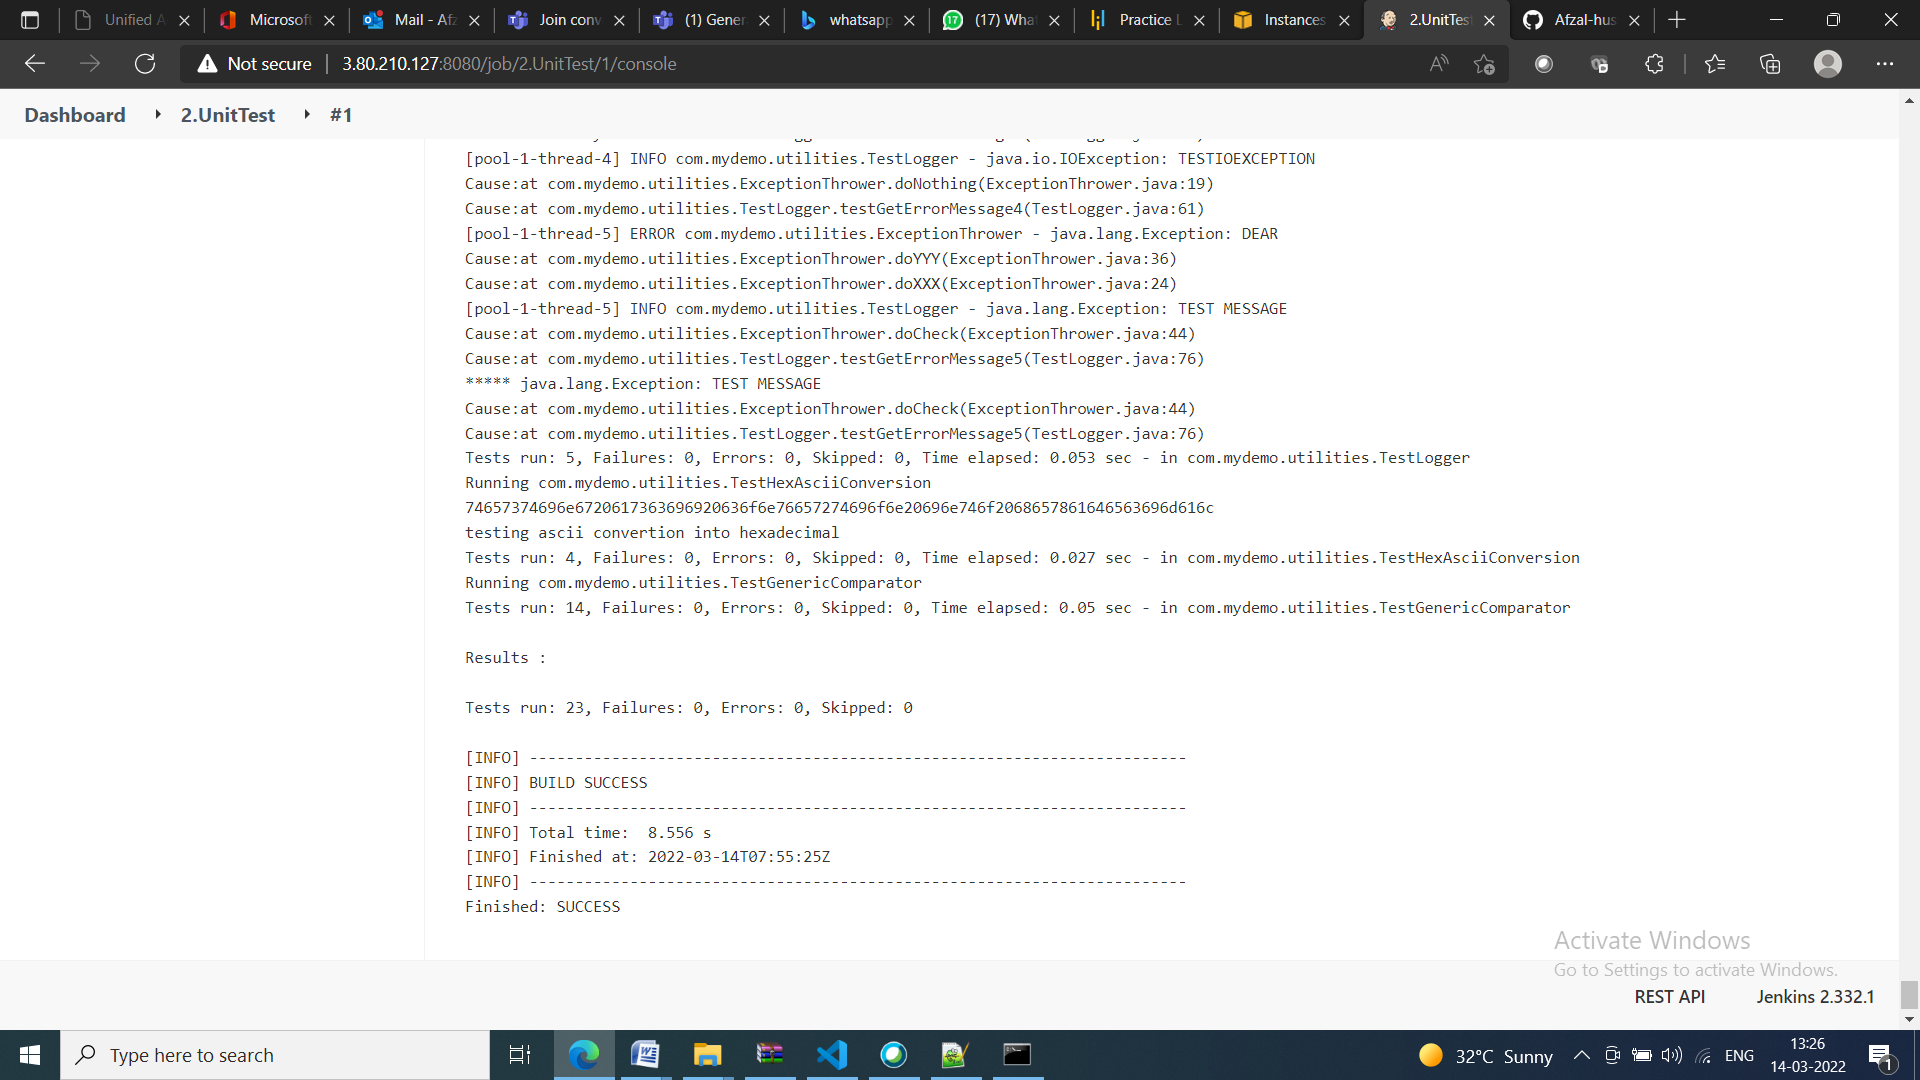 Unified A
Microsoft
Mail - Afz
Join conv
(1) Gener
whatsapp
(17) What
Practice L
Instances
2.UnitTest
Afzal-hus
Not secure
3.80.210.127:8080/job/2.UnitTest/1/console
Dashboard
2.UnitTest
#1
[pool-1-thread-4] INFO com.mydemo.utilities.TestLogger - java.io.IOException: TESTIOEXCEPTION
Cause:at com.mydemo.utilities.ExceptionThrower.doNothing(ExceptionThrower.java:19)
Cause:at com.mydemo.utilities.TestLogger.testGetErrorMessage4(TestLogger.java:61)
[pool-1-thread-5] ERROR com.mydemo.utilities.ExceptionThrower - java.lang.Exception: DEAR
Cause:at com.mydemo.utilities.ExceptionThrower.doYYY(ExceptionThrower.java:36)
Cause:at com.mydemo.utilities.ExceptionThrower.doXXX(ExceptionThrower.java:24)
[pool-1-thread-5] INFO com.mydemo.utilities.TestLogger - java.lang.Exception: TEST MESSAGE
Cause:at com.mydemo.utilities.ExceptionThrower.doCheck(ExceptionThrower.java:44)
Cause:at com.mydemo.utilities.TestLogger.testGetErrorMessage5(TestLogger.java:76)
***** java.lang.Exception: TEST MESSAGE
Cause:at com.mydemo.utilities.ExceptionThrower.doCheck(ExceptionThrower.java:44)
Cause:at com.mydemo.utilities.TestLogger.testGetErrorMessage5(TestLogger.java:76)
Tests run: 5, Failures: 0, Errors: 0, Skipped: 0, Time elapsed: 0.053 sec - in com.mydemo.utilities.TestLogger
Running com.mydemo.utilities.TestHexAsciiConversion
74657374696e672061736369692063​6f6e76657274696f6e20696e746f2068657861646563696d616c
testing ascii convertion into hexadecimal
Tests run: 4, Failures: 0, Errors: 0, Skipped: 0, Time elapsed: 0.027 sec - in com.mydemo.utilities.TestHexAsciiConversion
Running com.mydemo.utilities.TestGenericComparator
Tests run: 14, Failures: 0, Errors: 0, Skipped: 0, Time elapsed: 0.05 sec - in com.mydemo.utilities.TestGenericComparator
Results :
Tests run: 23, Failures: 0, Errors: 0, Skipped: 0
[INFO] ------------------------------------------------------------------------
[INFO] BUILD SUCCESS
[INFO] ------------------------------------------------------------------------
[INFO] Total time:  8.556 s
[INFO] Finished at: 2022-03-14T07:55:25Z
[INFO] ------------------------------------------------------------------------
Finished: SUCCESS
Activate Windows
Go to Settings to activate Windows.
REST API
Jenkins 2.332.1
Type here to search
32°C Sunny
ENG
13:26
14-03-2022
1